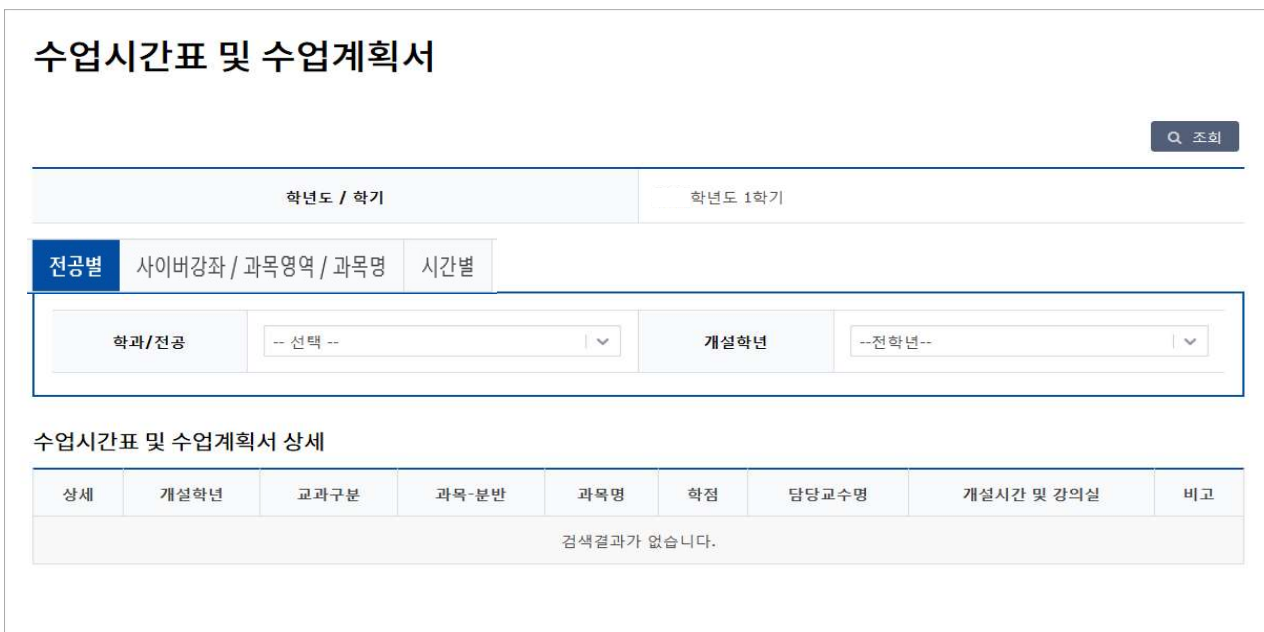 수업시간표 및 수업계획서
조회
학년도 / 학기 학년도 1학기
전공별 사이버강좌 / 과목영역 / 과목명 시간별
학과/전공 -- 선택 -- 개설학년 --전학년--
수업시간표 및 수업계획서 상세
상세 개설학년 교과구분 과목-분반 과목명 학점 담당교수명 개설시간 및 강의실 비고
검색결과가 없습니다.